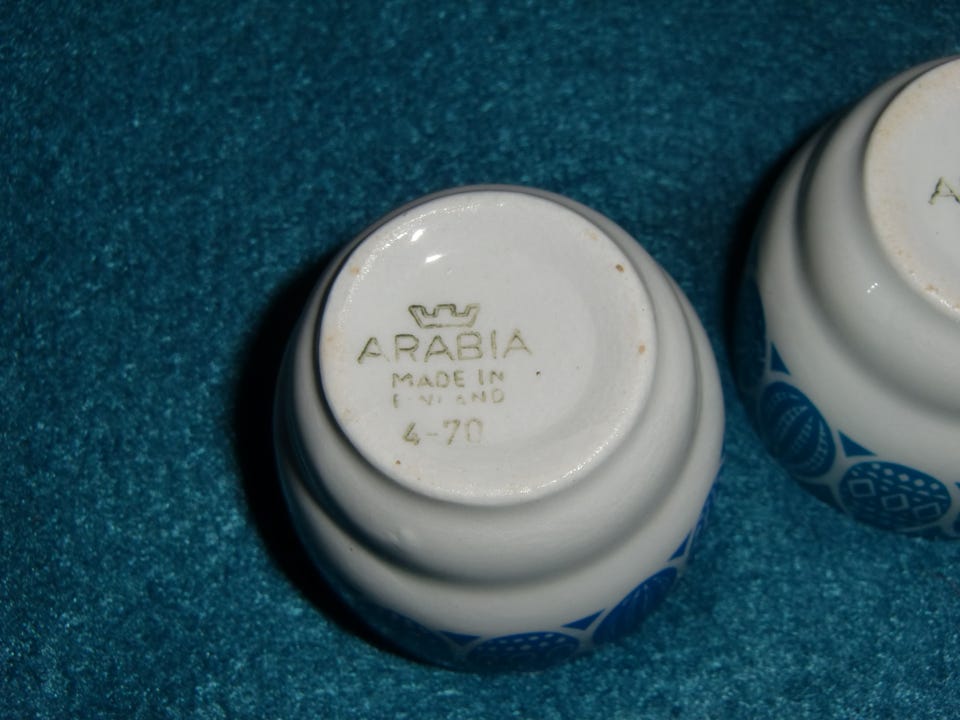 ARABIA
MADE IN
FINLAND
4-70
A